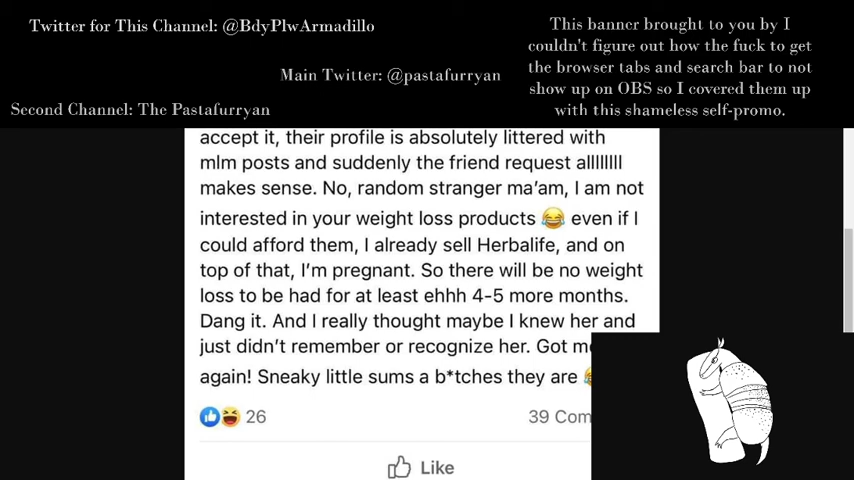 Twitter for This Channel: @BdyPlwArmadillo
Main Twitter: @pastafurryan
Second Channel: The Pastafurryan
This banner brought to you by I
couldn't figure out how the fuck to get
the browser tabs and search bar to not
show up on OBS so I covered them up
with this shameless self-promo.
accept it, their profile is absolutely littered with
mlm posts and suddenly the friend request allllllll
makes sense. No, random stranger ma'am, I am not
interested in your weight loss products 😂 even if I
could afford them, I already sell Herbalife, and on
top of that, I'm pregnant. So there will be no weight
loss to be had for at least ehhh 4-5 more months.
Dang it. And I really thought maybe I knew her and
just didn't remember or recognize her. Got me
again! Sneaky little sums a b*tches they are
26
39 Com
Like